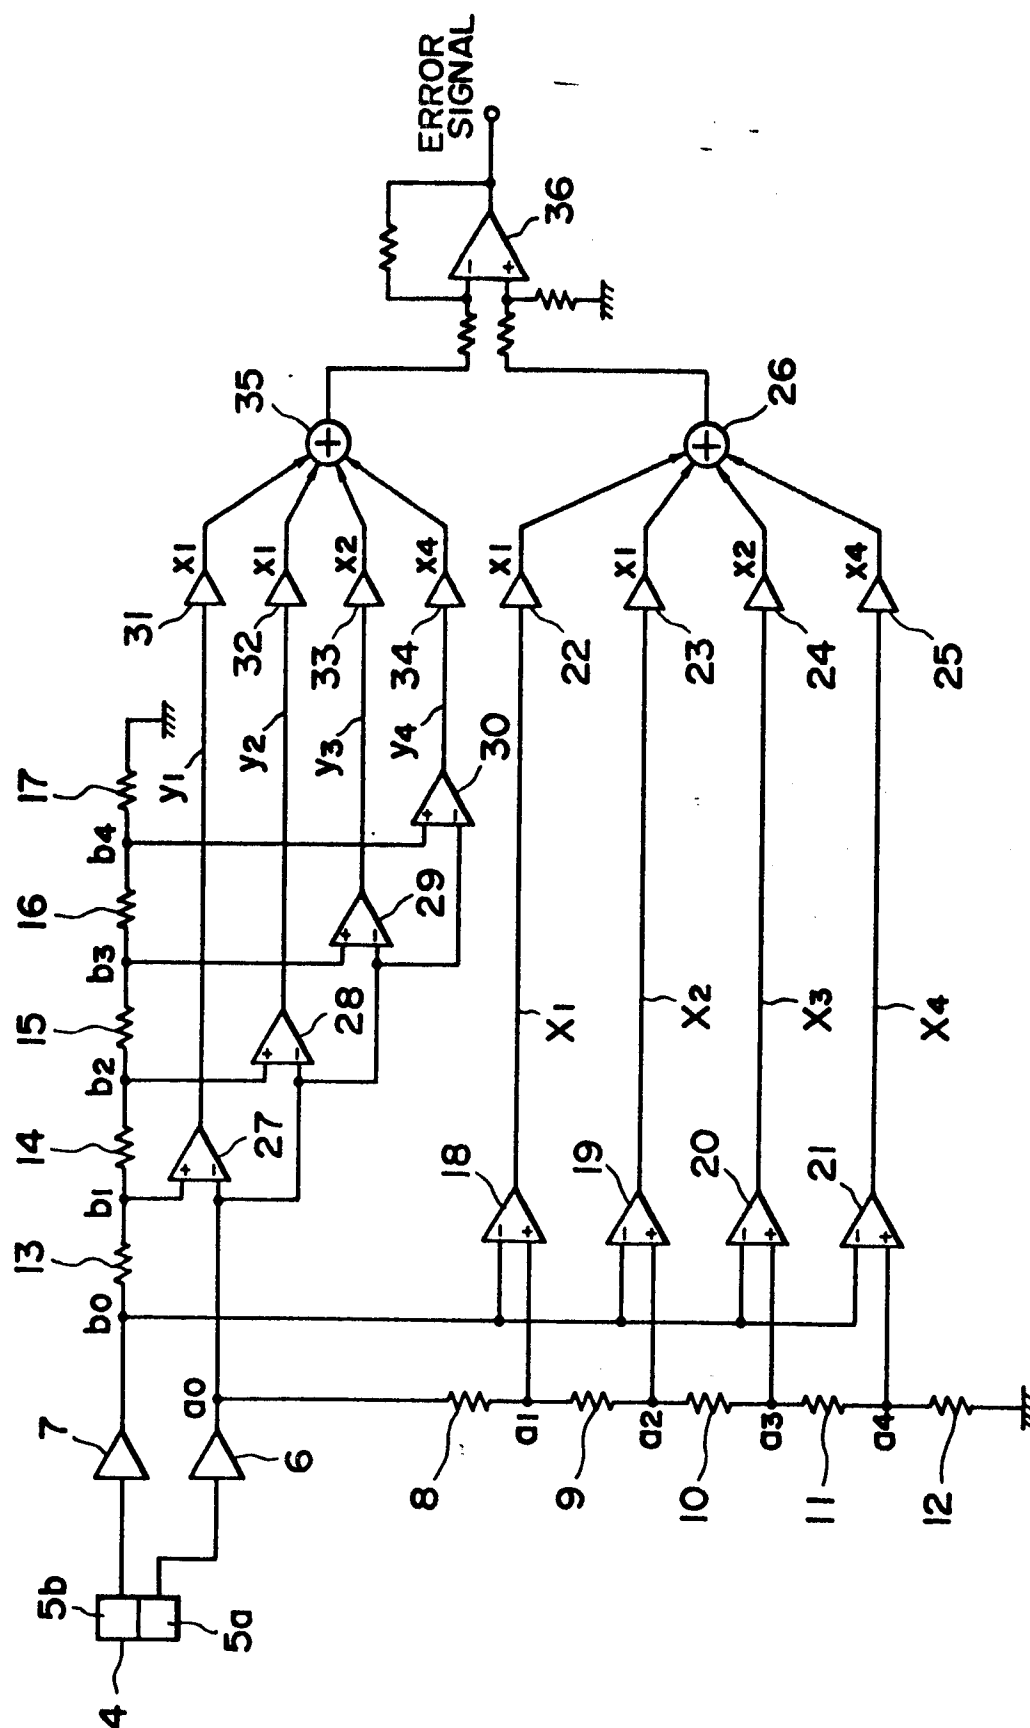 4
5b
5a
7
6
b0
13
b1
14
b2
15
b3
16
b4
17
a0
8
a1
9
a2
10
a3
11
a4
12
+
−
27
+
−
28
+
−
29
+
−
30
−
+
18
−
+
19
−
+
20
−
+
21
y1
y2
y3
y4
X1
X2
X3
X4
31
x1
32
x1
33
x2
34
x4
22
x1
23
x1
24
x2
25
x4
+
35
+
26
−
+
36
ERROR
SIGNAL